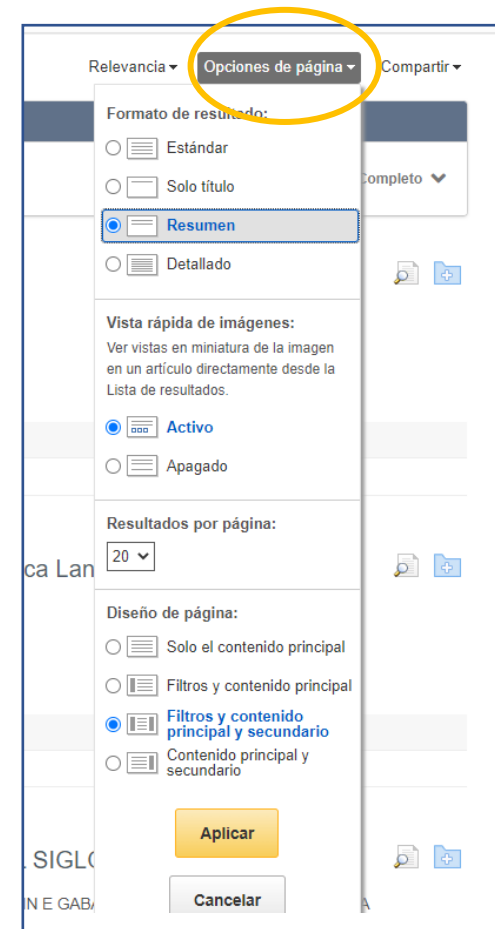 Relevancia Opciones de página Compartir
Formato de resultado:
Estándar
Solo título
Completo
Resumen
Detallado
Vista rápida de imágenes:
Ver vistas en miniatura de la imagen
en un artículo directamente desde la
Lista de resultados.
Activo
Apagado
Resultados por página:
20
ca Lan
Diseño de página:
Solo el contenido principal
Filtros y contenido principal
Filtros y contenido
principal y secundario
Contenido principal y
secundario
Aplicar
. SIGLO
Cancelar
IN E GABA A